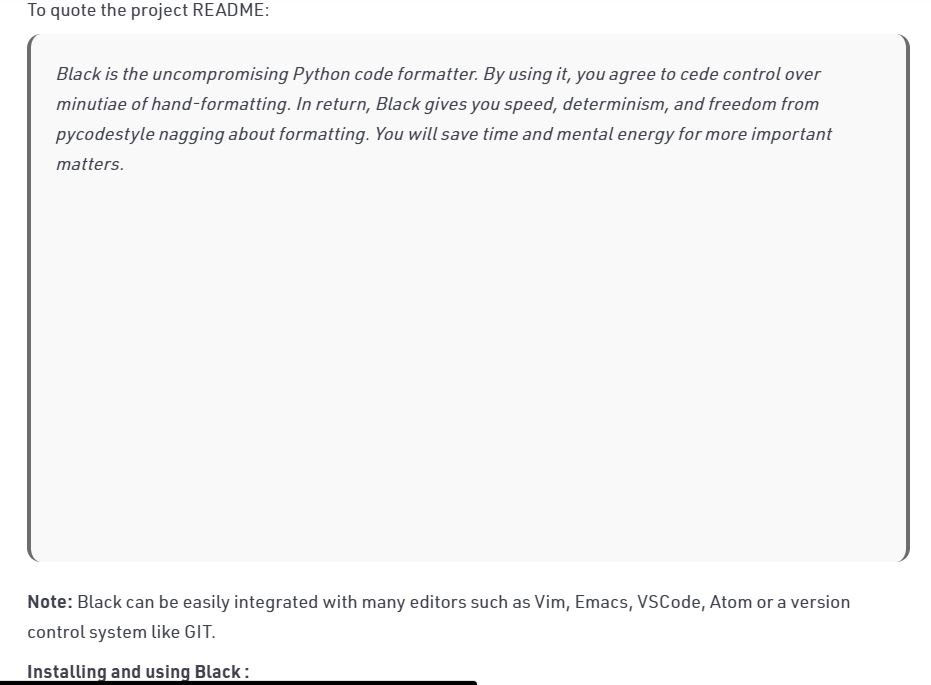 To quote the project README:
Black is the uncompromising Python code formatter. By using it, you agree to cede control over
minutiae of hand-formatting. In return, Black gives you speed, determinism, and freedom from
pycodestyle nagging about formatting. You will save time and mental energy for more important
matters.
Note: Black can be easily integrated with many editors such as Vim, Emacs, VSCode, Atom or a version
control system like GIT.
Installing and using Black :